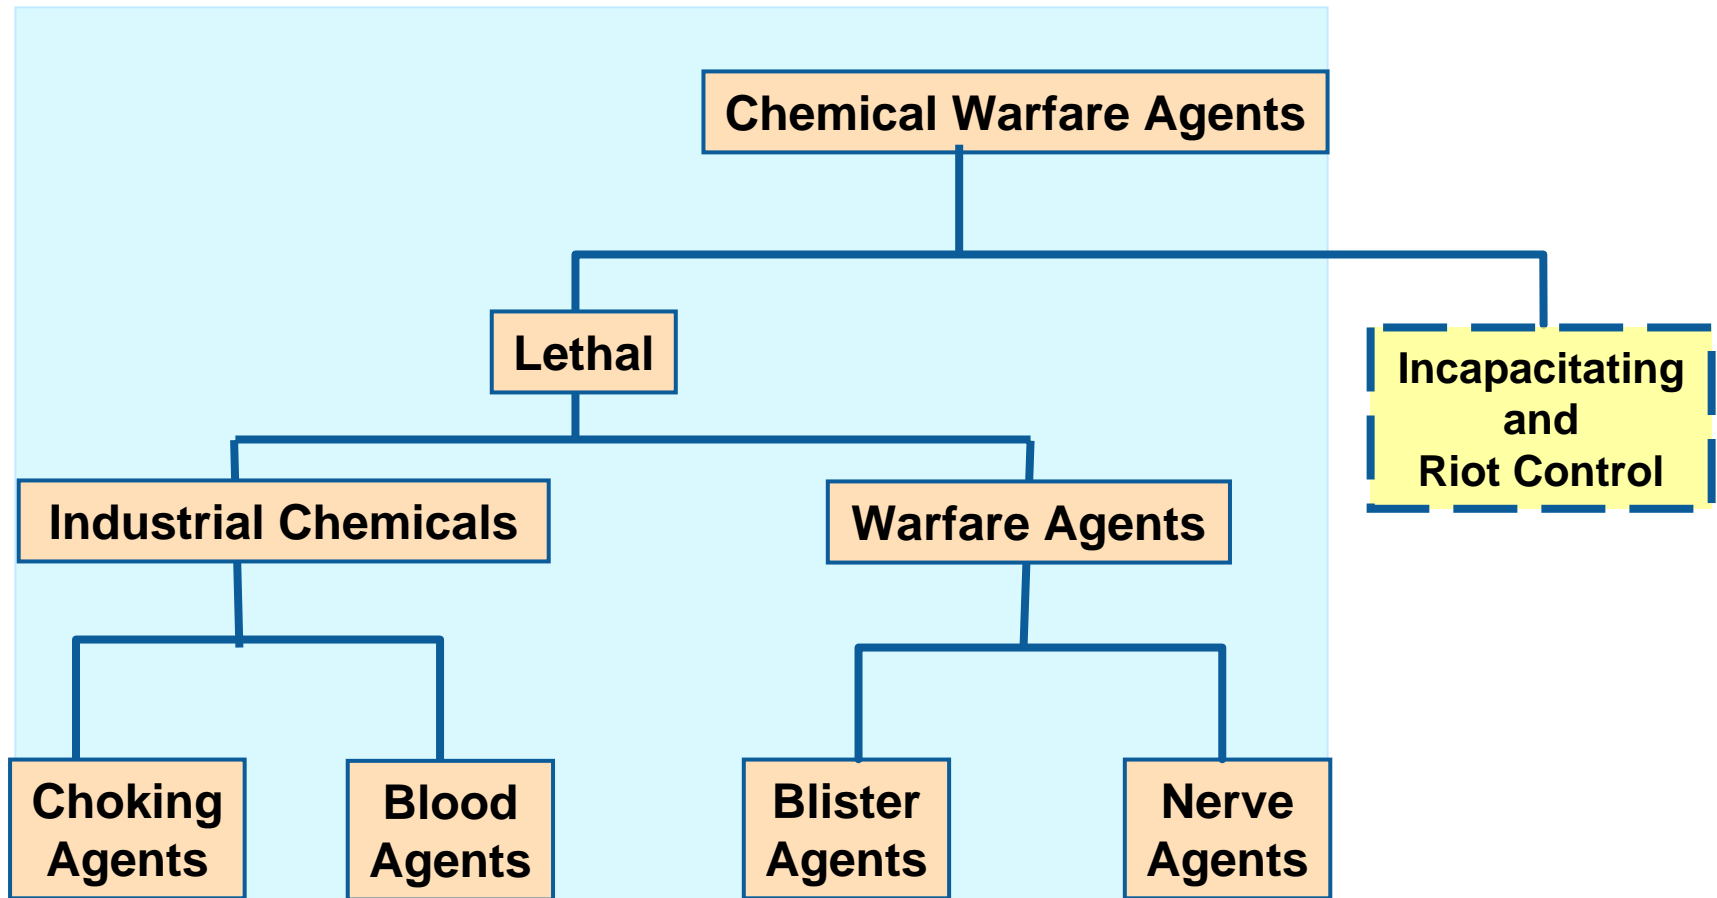 Chemical Warfare Agents
Lethal
Incapacitating
and
Riot Control
Industrial Chemicals
Warfare Agents
Choking
Agents
Blood
Agents
Blister
Agents
Nerve
Agents